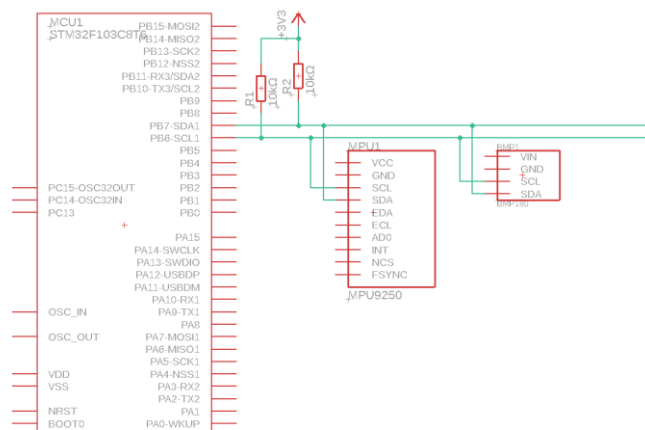 MCU1
STM32F103C8T6
PB15-MOSI2
PB14-MISO2
PB13-SCK2
PB12-NSS2
PB11-RX3/SDA2
PB10-TX3/SCL2
PB9
PB8
PB7-SDA1
PB6-SCL1
PB5
PB4
PB3
PC15-OSC32OUT
PB2
PC14-OSC32IN
PB1
PC13
PB0
PA15
PA14-SWCLK
PA13-SWDIO
PA12-USBDP
PA11-USBDM
PA10-RX1
OSC_IN
PA9-TX1
PA8
OSC_OUT
PA7-MOSI1
PA6-MISO1
PA5-SCK1
VDD
PA4-NSS1
VSS
PA3-RX2
PA2-TX2
NRST
PA1
BOOT0
PA0-WKUP
+3V3
R1
10kΩ
R2
10kΩ
MPU1
VCC
GND
SCL
SDA
EDA
ECL
AD0
INT
NCS
FSYNC
MPU9250
BMP1
VIN
GND
SCL
SDA
BMP180